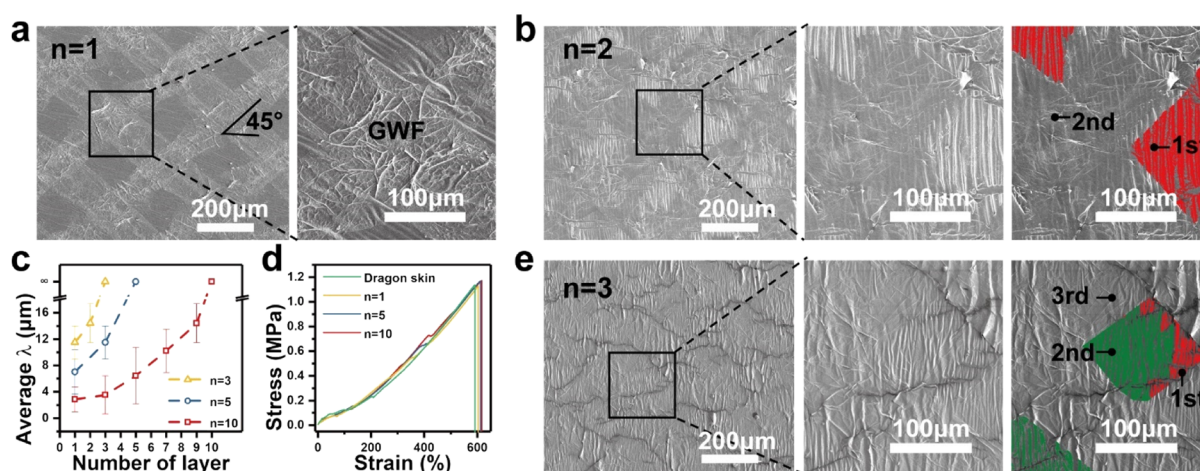 a
n=1
45°
200μm
GWF
100μm
b
n=2
200μm
100μm
2nd
1st
100μm
c
Average λ (μm)
∞
16
12
8
4
0
1 2 3 4 5 6 7 8 9 10
Number of layer
n=3
n=5
n=10
d
Stress (MPa)
1.2
1.0
0.8
0.6
0.4
0.2
0.0
0 200 400 600
Strain (%)
Dragon skin
n=1
n=5
n=10
e
n=3
200μm
100μm
3rd
2nd
1st
100μm